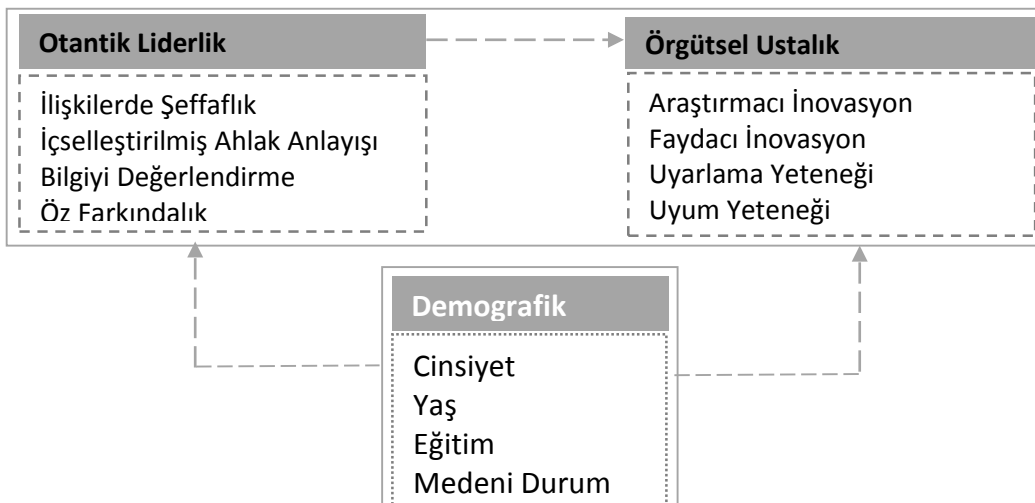 Otantik Liderlik
İlişkilerde Şeffaflık
İçselleştirilmiş Ahlak Anlayışı
Bilgiyi Değerlendirme
Öz Farkındalık
Örgütsel Ustalık
Araştırmacı İnovasyon
Faydacı İnovasyon
Uyarlama Yeteneği
Uyum Yeteneği
Demografik
Cinsiyet
Yaş
Eğitim
Medeni Durum